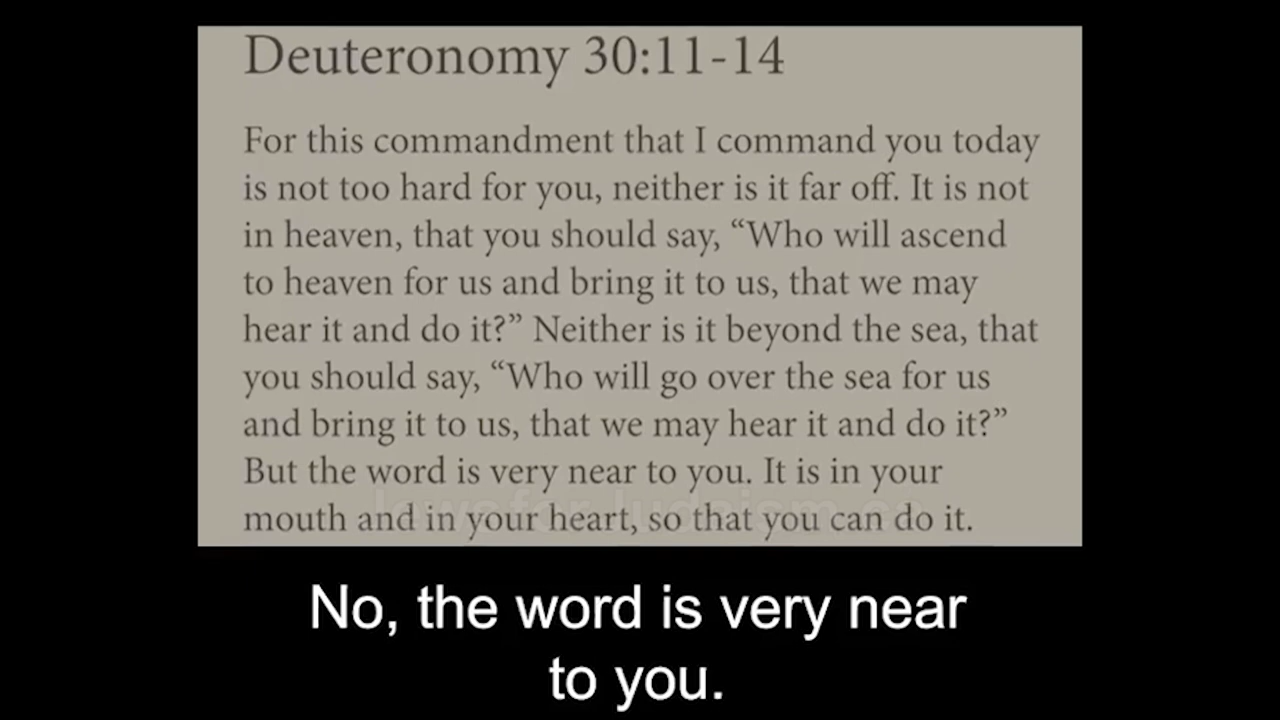 Deuteronomy 30:11-14
For this commandment that I command you today
is not too hard for you, neither is it far off. It is not
in heaven, that you should say, “Who will ascend
to heaven for us and bring it to us, that we may
hear it and do it?” Neither is it beyond the sea, that
you should say, “Who will go over the sea for us
and bring it to us, that we may hear it and do it?”
But the word is very near to you. It is in your
mouth and in your heart, so that you can do it.
No, the word is very near
to you.